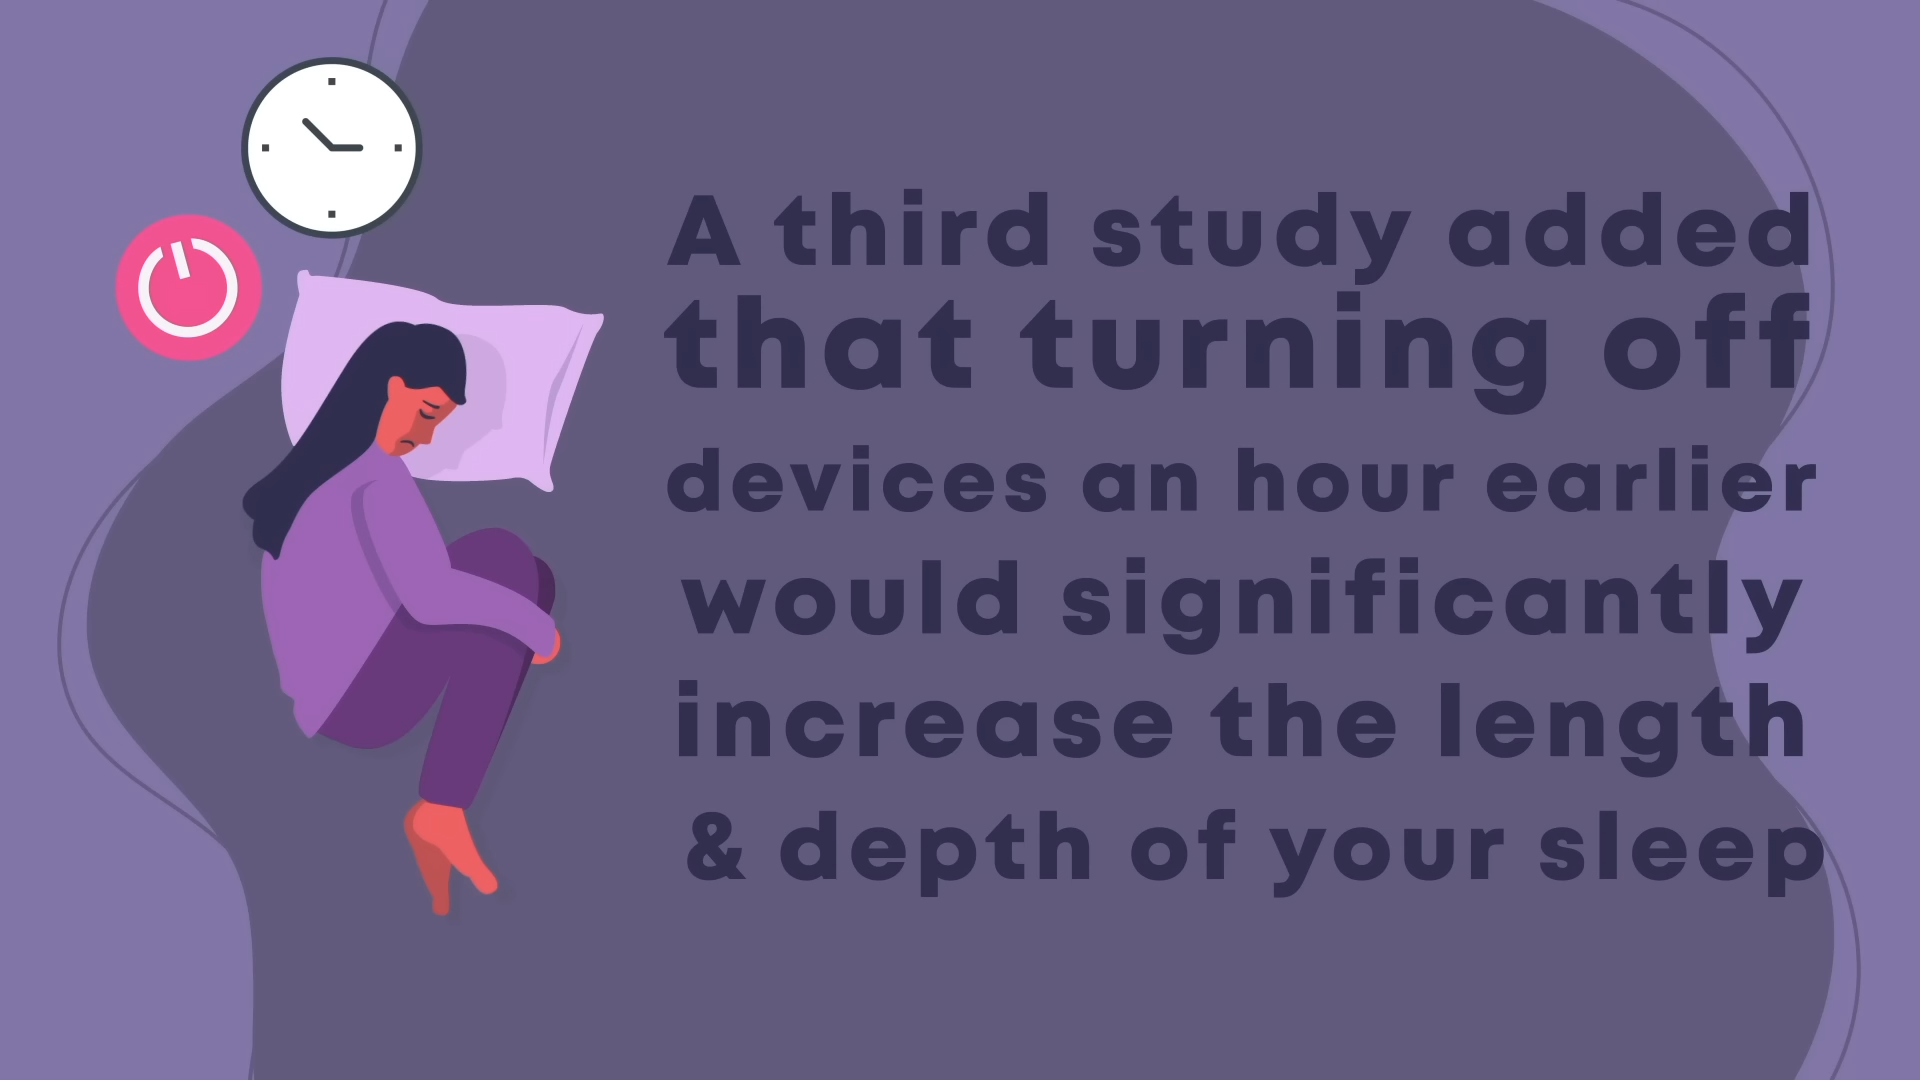 A third study added
that turning off
devices an hour earlier
would significantly
increase the length
& depth of your sleep